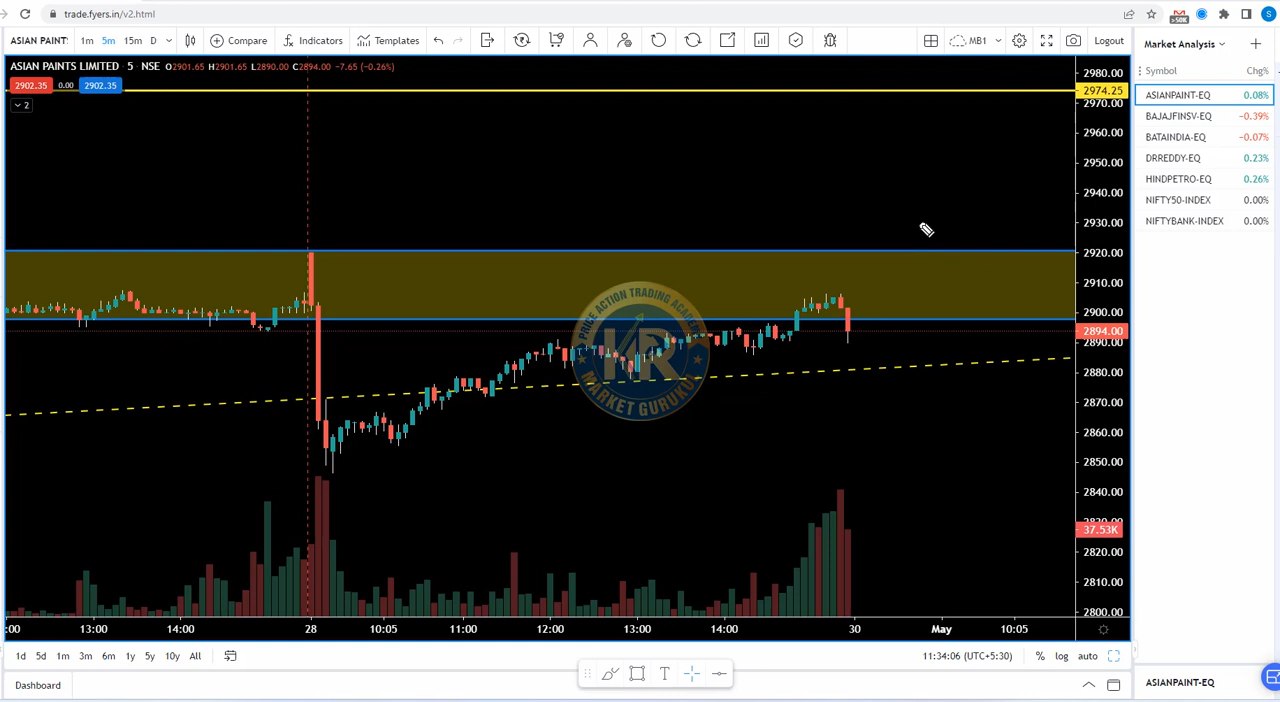 trade.fyers.in/v2.html
>50K
S
ASIAN PAINT: 1m 5m 15m D Compare Indicators Templates MB1 Logout
Market Analysis
ASIAN PAINTS LIMITED · 5 · NSE O2901.65 H2901.65 L2890.00 C2894.00 −7.65 (−0.26%)
2902.35 0.00 2902.35
2
Symbol Chg%
ASIANPAINT-EQ 0.08%
BAJAJFINSV-EQ −0.39%
BATAINDIA-EQ −0.07%
DRREDDY-EQ 0.23%
HINDPETRO-EQ 0.26%
NIFTY50-INDEX 0.00%
NIFTYBANK-INDEX 0.00%
2980.00
2974.25
2970.00
2960.00
2950.00
2940.00
2930.00
2920.00
2910.00
2900.00
2894.00
2890.00
2880.00
2870.00
2860.00
2850.00
2840.00
2830.00
37.53K
2820.00
2810.00
2800.00
PRICE ACTION TRADING
KR
MARKET GURUKUL
:00 13:00 14:00 28 10:05 11:00 12:00 13:00 14:00 30 May 10:05
1d 5d 1m 3m 6m 1y 5y 10y All
11:34:06 (UTC+5:30) % log auto
T
Dashboard
ASIANPAINT-EQ